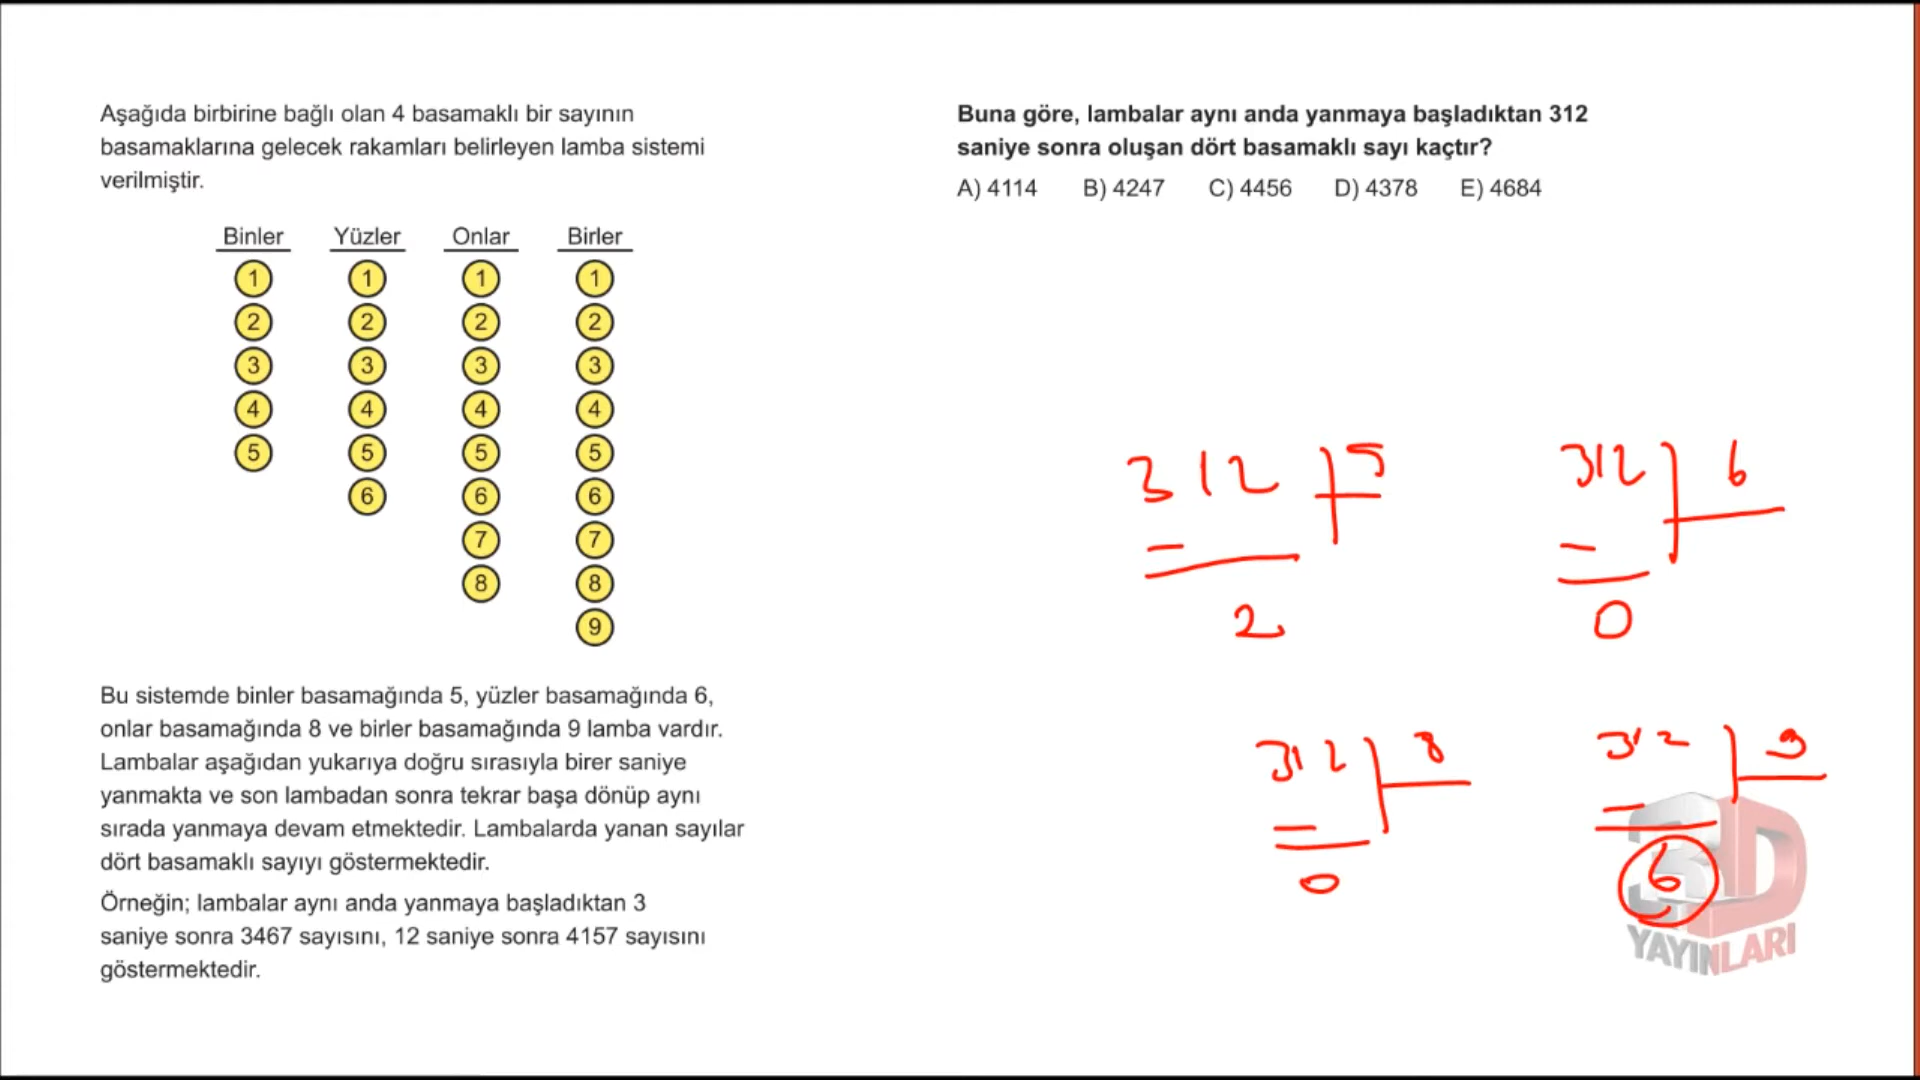 Aşağıda birbirine bağlı olan 4 basamaklı bir sayının
basamaklarına gelecek rakamları belirleyen lamba sistemi
verilmiştir.
Binler Yüzler Onlar Birler
1 1 1 1
2 2 2 2
3 3 3 3
4 4 4 4
5 5 5 5
6 6 6
7 7
8 8
9
Bu sistemde binler basamağında 5, yüzler basamağında 6,
onlar basamağında 8 ve birler basamağında 9 lamba vardır.
Lambalar aşağıdan yukarıya doğru sırasıyla birer saniye
yanmakta ve son lambadan sonra tekrar başa dönüp aynı
sırada yanmaya devam etmektedir. Lambalarda yanan sayılar
dört basamaklı sayıyı göstermektedir.
Örneğin; lambalar aynı anda yanmaya başladıktan 3
saniye sonra 3467 sayısını, 12 saniye sonra 4157 sayısını
göstermektedir.
Buna göre, lambalar aynı anda yanmaya başladıktan 312
saniye sonra oluşan dört basamaklı sayı kaçtır?
A) 4114 B) 4247 C) 4456 D) 4378 E) 4684
312 5
2
312 6
0
312 8
0
312 9
6
3D
YAYINLARI